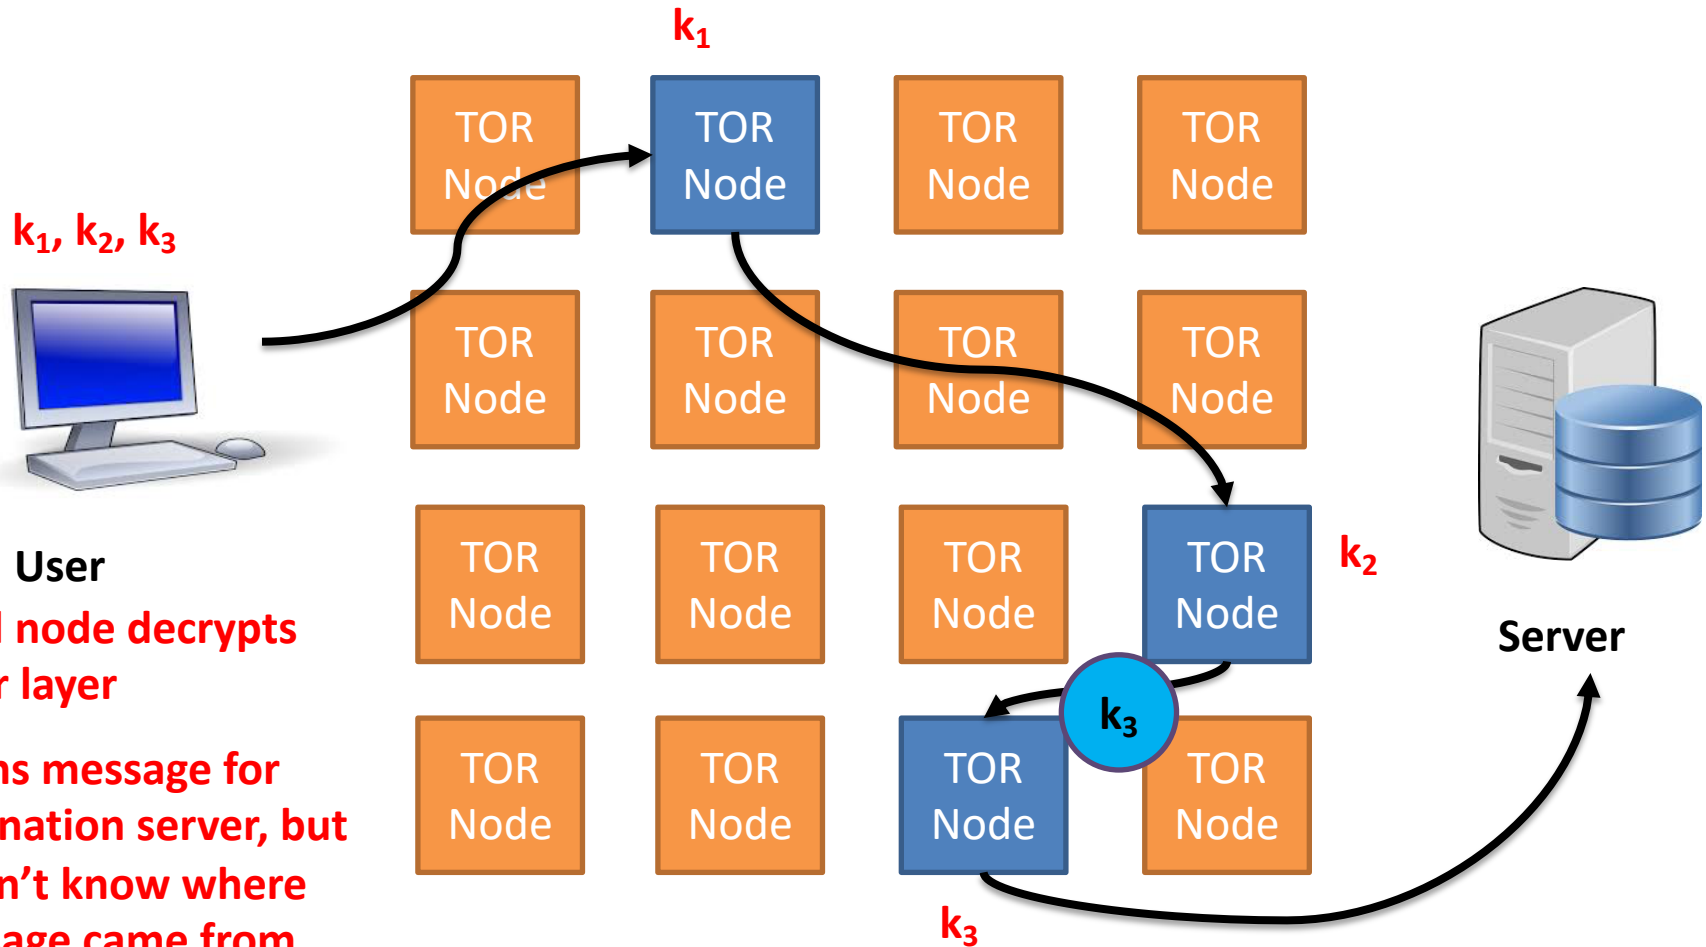 k₁
TOR
Node
TOR
Node
TOR
Node
TOR
Node
k₁, k₂, k₃
TOR
Node
TOR
Node
TOR
Node
TOR
Node
TOR
Node
TOR
Node
TOR
Node
TOR
Node
k₂
User
node decrypts
layer
Server
k₃
TOR
Node
TOR
Node
TOR
Node
TOR
Node
message for
server, but
know where
came from
k₃